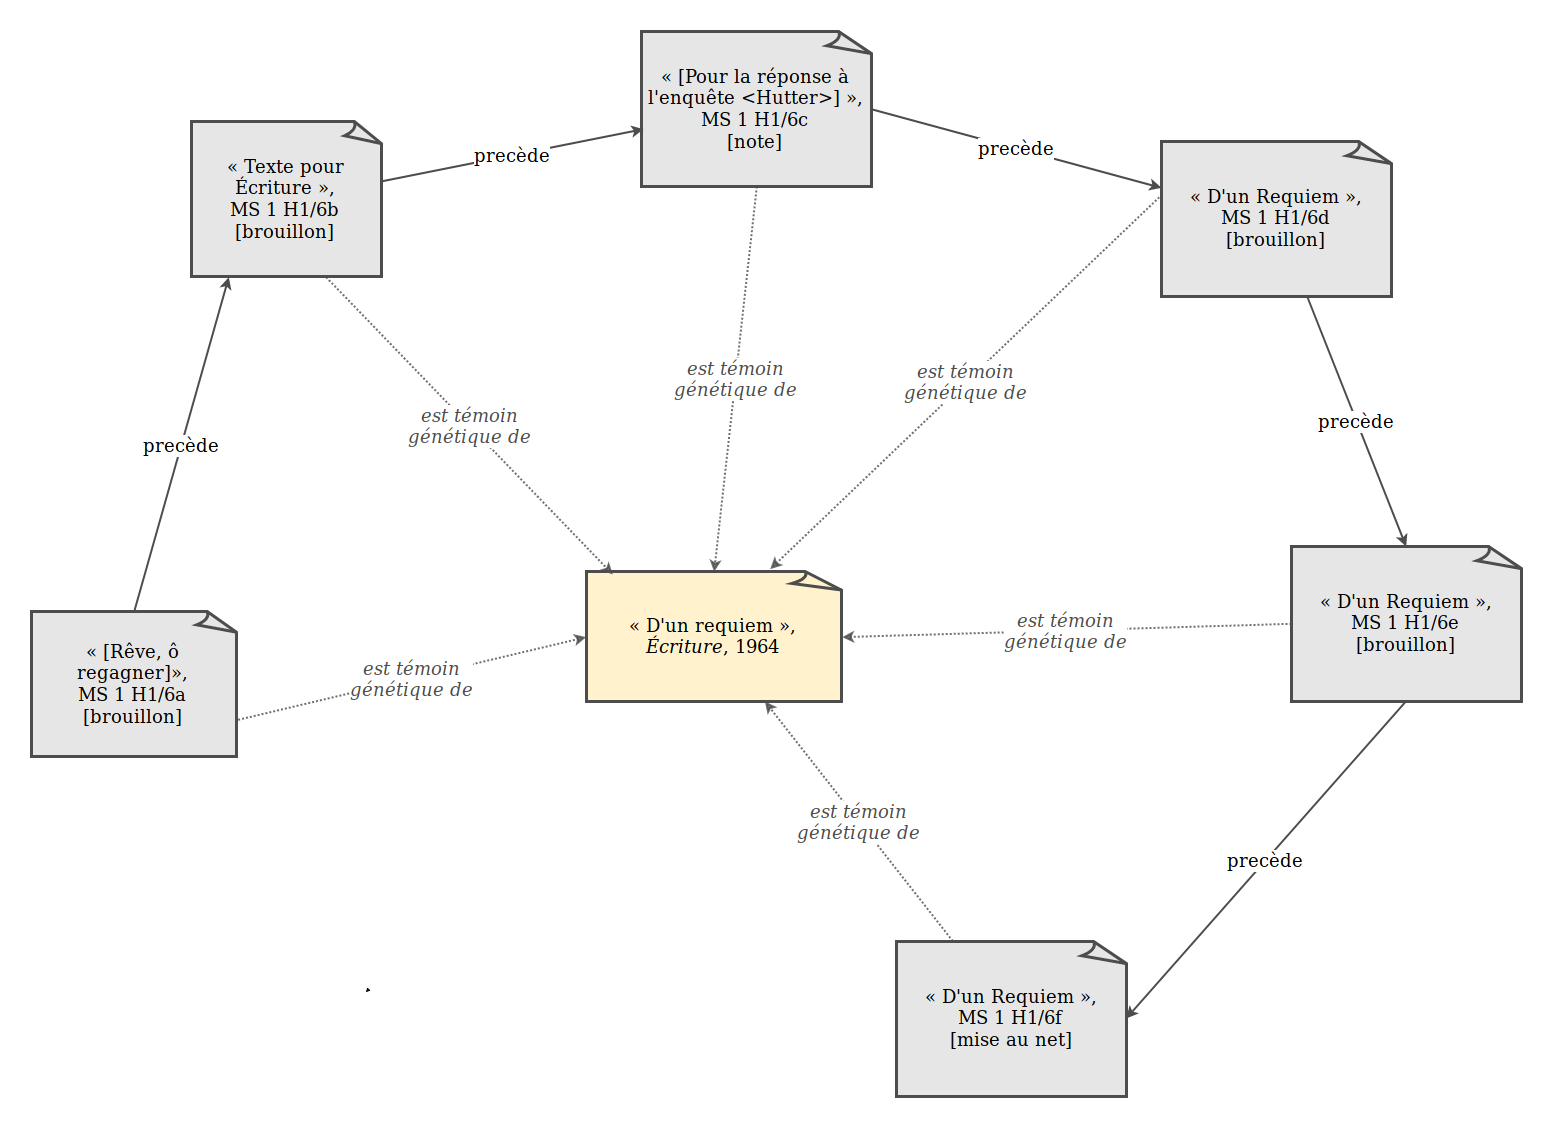 « [Pour la réponse à
l'enquête <Hutter>] »,
MS 1 H1/6c
[note]
« Texte pour
Écriture »,
MS 1 H1/6b
[brouillon]
precède
precède
« D'un Requiem »,
MS 1 H1/6d
[brouillon]
est témoin
génétique de
est témoin
génétique de
est témoin
génétique de
precède
precède
« [Rêve, ô
regagner]»,
MS 1 H1/6a
[brouillon]
est témoin
génétique de
« D'un requiem »,
Écriture, 1964
est témoin
génétique de
« D'un Requiem »,
MS 1 H1/6e
[brouillon]
est témoin
génétique de
precède
« D'un Requiem »,
MS 1 H1/6f
[mise au net]